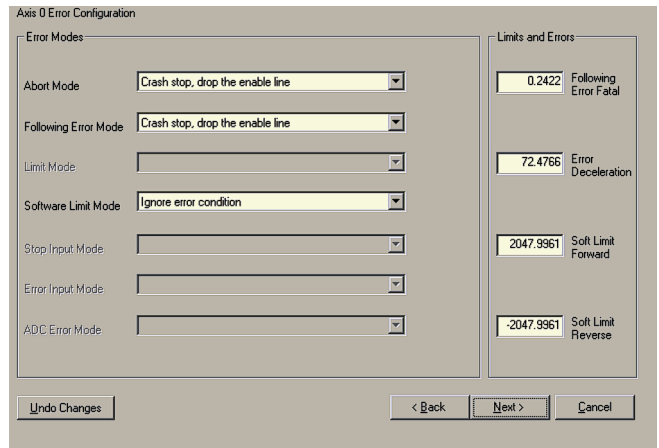 Axis 0 Error Configuration
Error Modes
Abort Mode
Crash stop, drop the enable line
Following Error Mode
Crash stop, drop the enable line
Limit Mode
Software Limit Mode
Ignore error condition
Stop Input Mode
Error Input Mode
ADC Error Mode
Limits and Errors
0.2422
Following
Error Fatal
72.4766
Error
Deceleration
2047.9961
Soft Limit
Forward
-2047.9961
Soft Limit
Reverse
Undo Changes
< Back
Next >
Cancel